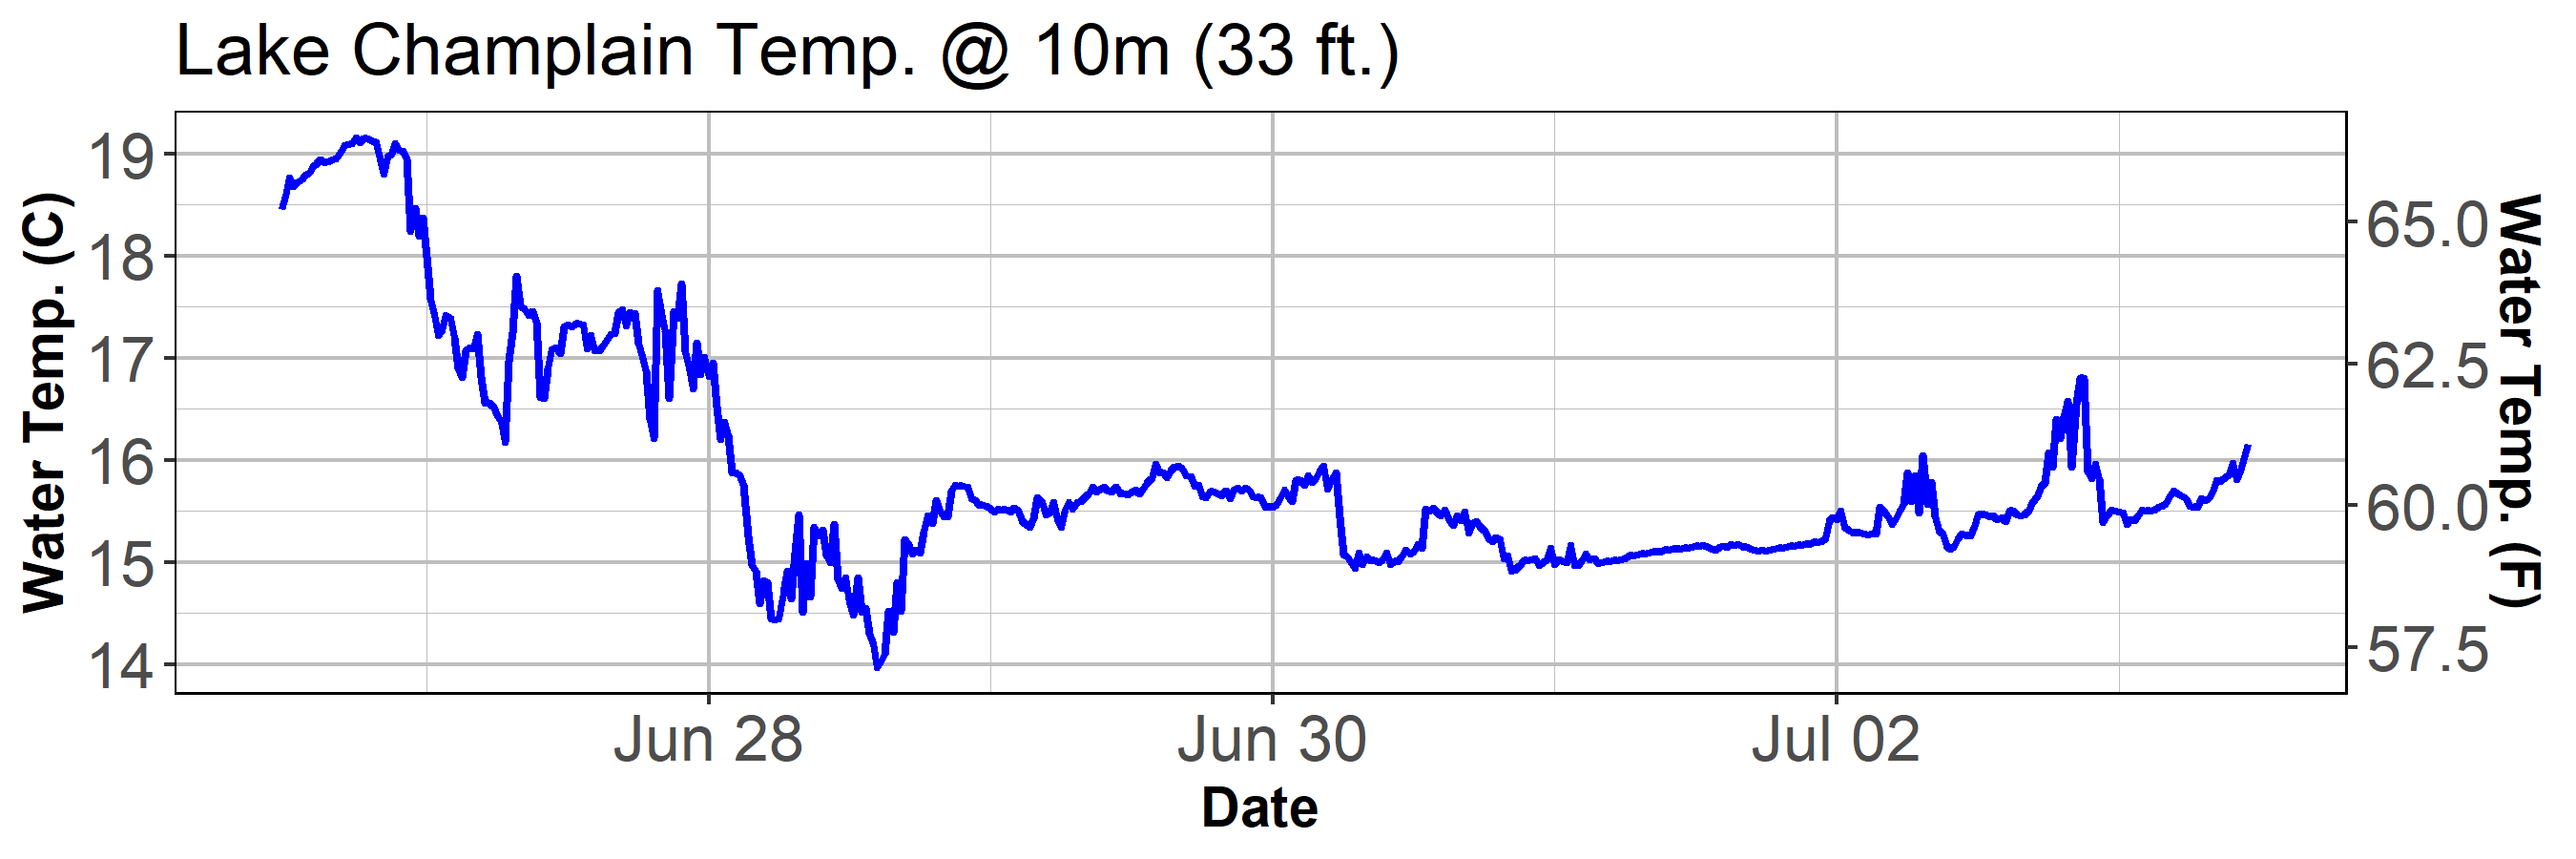 Lake Champlain Temp. @ 10m (33 ft.)
Water Temp. (C)
19
18
17
16
15
14
65.0
62.5
60.0
57.5
Water Temp. (F)
Jun 28 Jun 30 Jul 02
Date